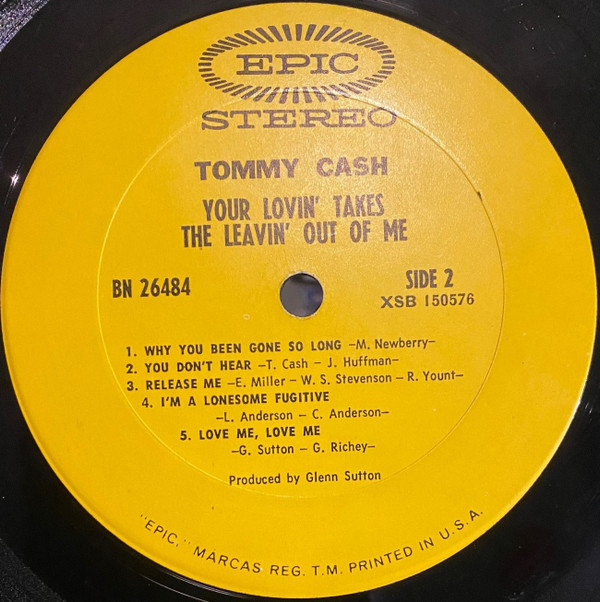 EPIC
STEREO
TOMMY CASH
YOUR LOVIN' TAKES
THE LEAVIN' OUT OF ME
BN 26484
SIDE 2
XSB 150576
1. WHY YOU BEEN GONE SO LONG –M. Newberry–
2. YOU DON'T HEAR –T. Cash – J. Huffman–
3. RELEASE ME –E. Miller – W. S. Stevenson – R. Yount–
4. I'M A LONESOME FUGITIVE
–L. Anderson – C. Anderson–
5. LOVE ME, LOVE ME
–G. Sutton – G. Richey–
Produced by Glenn Sutton
"EPIC," MARCAS REG. T.M. PRINTED IN U.S.A.